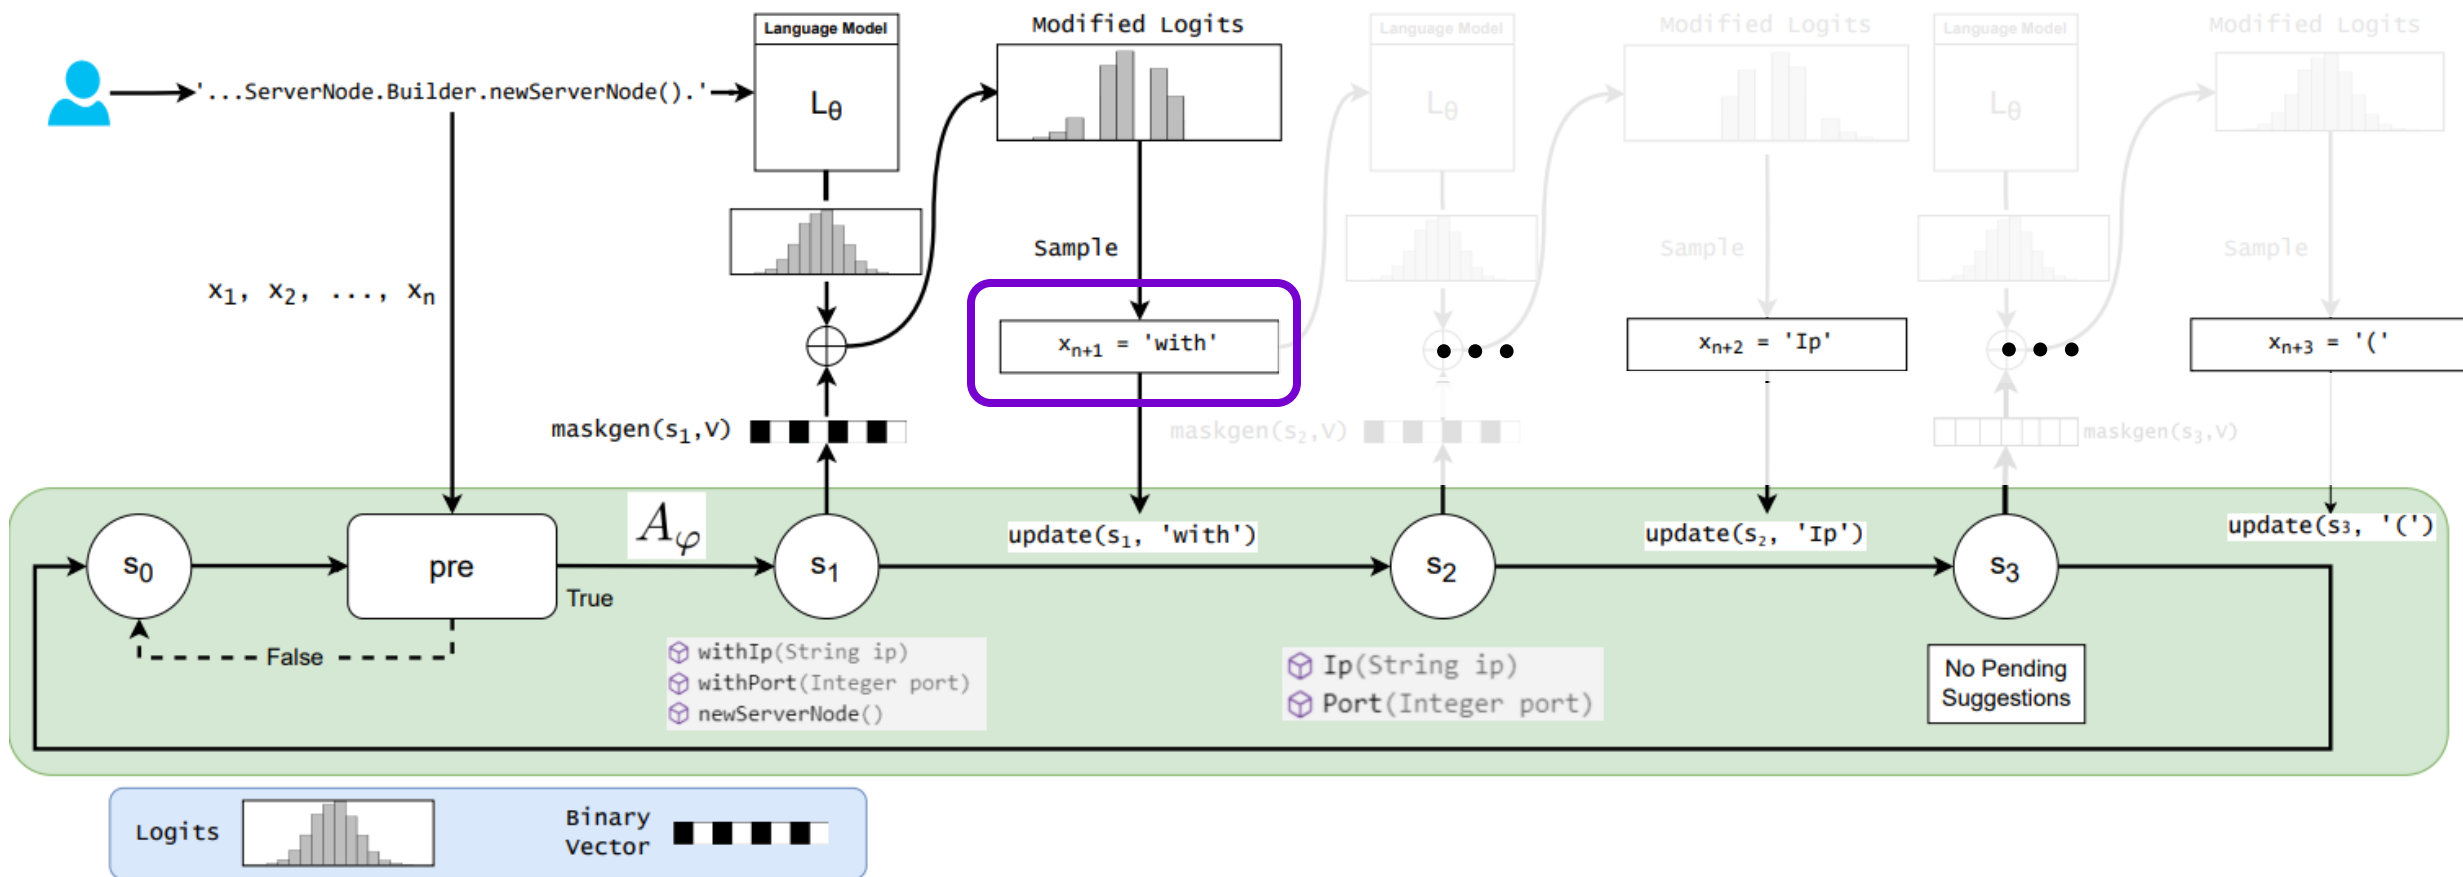 Language Model
Modified Logits
Language Model
Modified Logits
Language Model
Modified Logits
'...ServerNode.Builder.newServerNode().'
Lθ
Lθ
Lθ
Sample
Sample
Sample
x1, x2, ..., xn
xn+1 = 'with'
xn+2 = 'Ip'
xn+3 = '('
maskgen(s1,V)
maskgen(s2,V)
maskgen(s3,V)
Aφ
update(s1, 'with')
update(s2, 'Ip')
update(s3, '(')
s0
pre
s1
s2
s3
True
False
withIp(String ip)
withPort(Integer port)
newServerNode()
Ip(String ip)
Port(Integer port)
No Pending
Suggestions
Logits
Binary
Vector